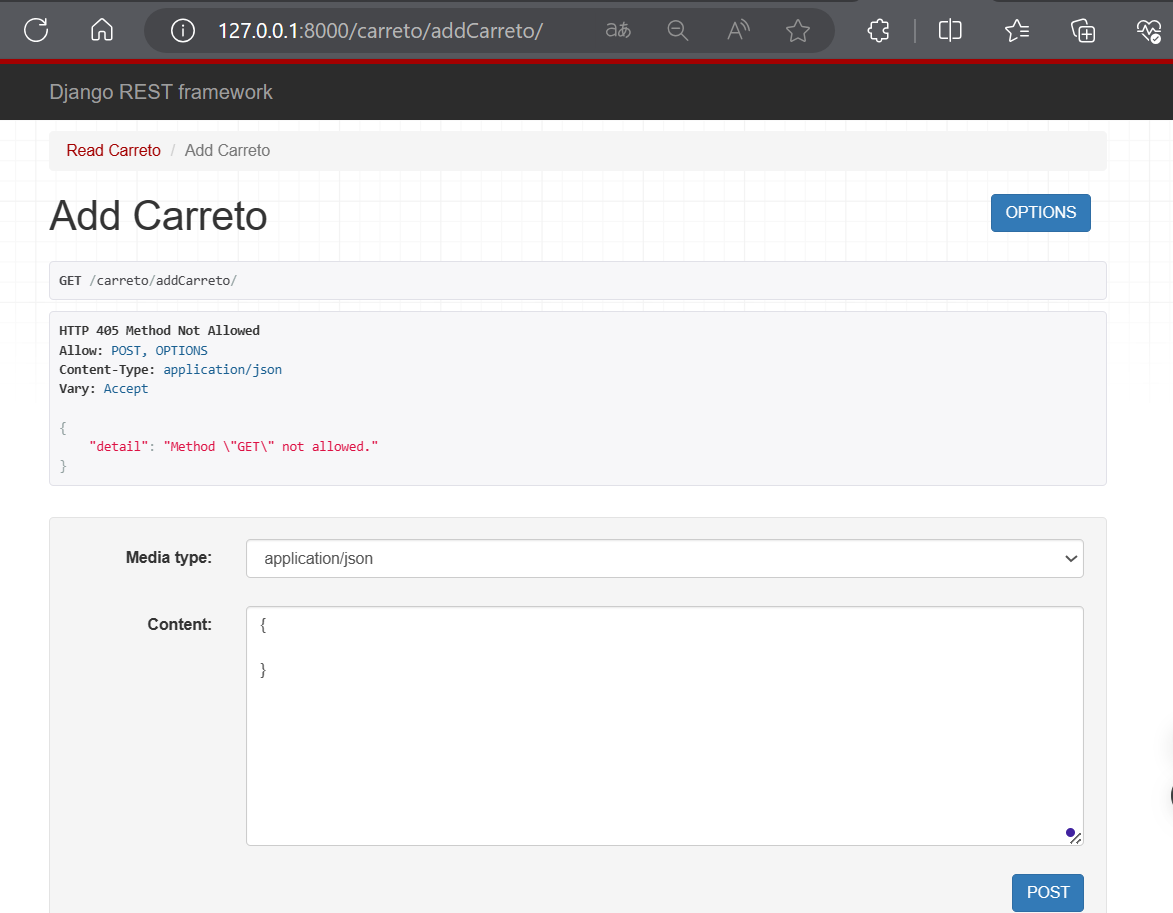 127.0.0.1:8000/carreto/addCarreto/
aあ
A
Django REST framework
Read Carreto / Add Carreto
Add Carreto
OPTIONS
GET /carreto/addCarreto/
HTTP 405 Method Not Allowed
Allow: POST, OPTIONS
Content-Type: application/json
Vary: Accept
{
"detail": "Method \"GET\" not allowed."
}
Media type:
application/json
Content:
{
}
POST